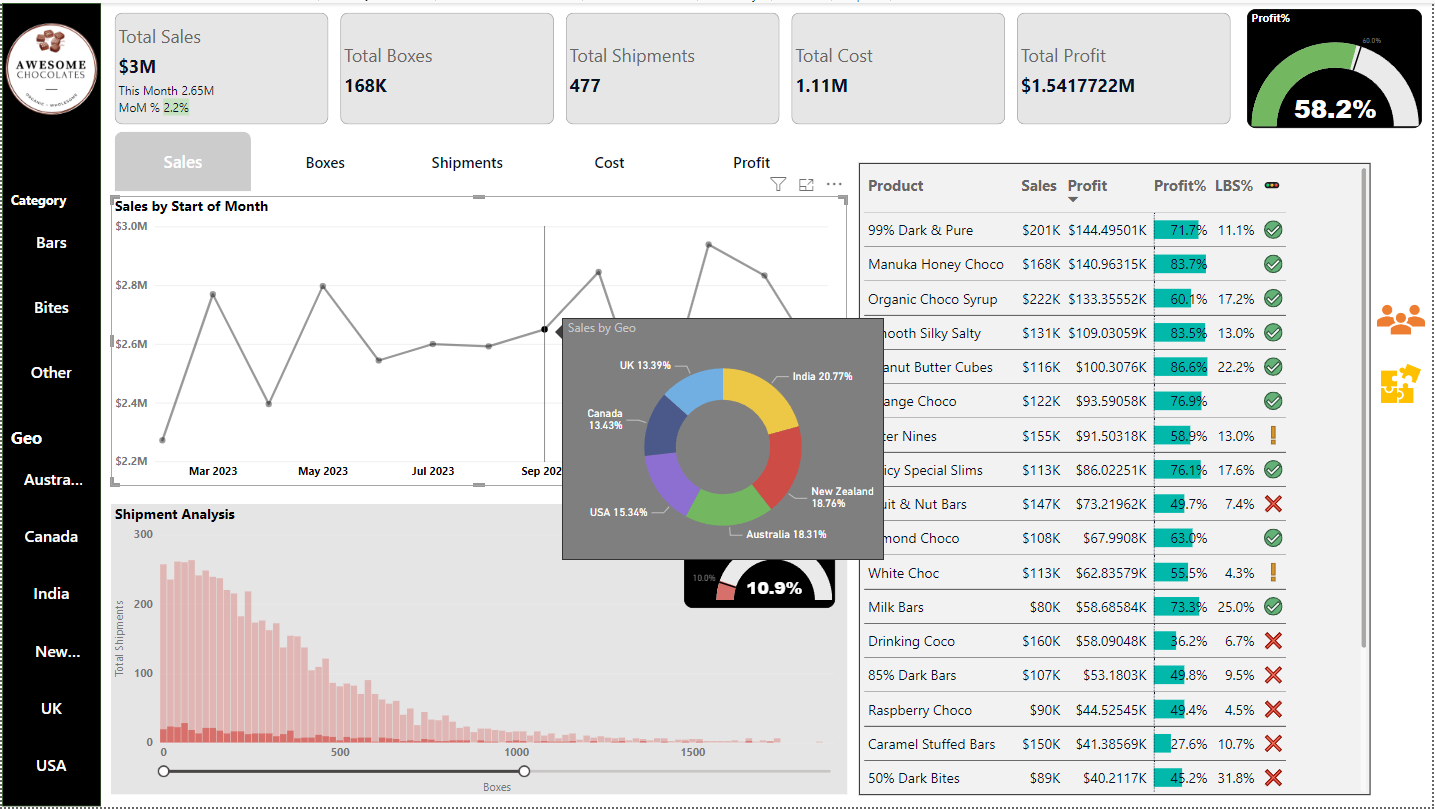 AWESOME
CHOCOLATES
ORGANIC • WHOLESOME
Total Sales
$3M
This Month 2.65M
MoM % 2.2%
Total Boxes
168K
Total Shipments
477
Total Cost
1.11M
Total Profit
$1.5417722M
Profit%
60.0%
58.2%
Sales
Boxes
Shipments
Cost
Profit
Category
Bars
Bites
Other
Geo
Austra...
Canada
India
New...
UK
USA
Sales by Start of Month
$3.0M
$2.8M
$2.6M
$2.4M
$2.2M
Mar 2023
May 2023
Jul 2023
Sep 202
Sales by Geo
UK 13.39%
India 20.77%
Canada
13.43%
New Zealand
18.76%
USA 15.34%
Australia 18.31%
Shipment Analysis
Total Shipments
300
200
100
0
0
500
1000
1500
Boxes
10.0%
10.9%
Product Sales Profit Profit% LBS%
99% Dark & Pure $201K $144.49501K 71.7% 11.1%
Manuka Honey Choco $168K $140.96315K 83.7%
Organic Choco Syrup $222K $133.35552K 60.1% 17.2%
mooth Silky Salty $131K $109.03059K 83.5% 13.0%
anut Butter Cubes $116K $100.3076K 86.6% 22.2%
ange Choco $122K $93.59058K 76.9%
ter Nines $155K $91.50318K 58.9% 13.0%
icy Special Slims $113K $86.02251K 76.1% 17.6%
uit & Nut Bars $147K $73.21962K 49.7% 7.4%
mond Choco $108K $67.9908K 63.0%
White Choc $113K $62.83579K 55.5% 4.3%
Milk Bars $80K $58.68584K 73.3% 25.0%
Drinking Coco $160K $58.09048K 36.2% 6.7%
85% Dark Bars $107K $53.1803K 49.8% 9.5%
Raspberry Choco $90K $44.52545K 49.4% 4.5%
Caramel Stuffed Bars $150K $41.38569K 27.6% 10.7%
50% Dark Bites $89K $40.2117K 45.2% 31.8%